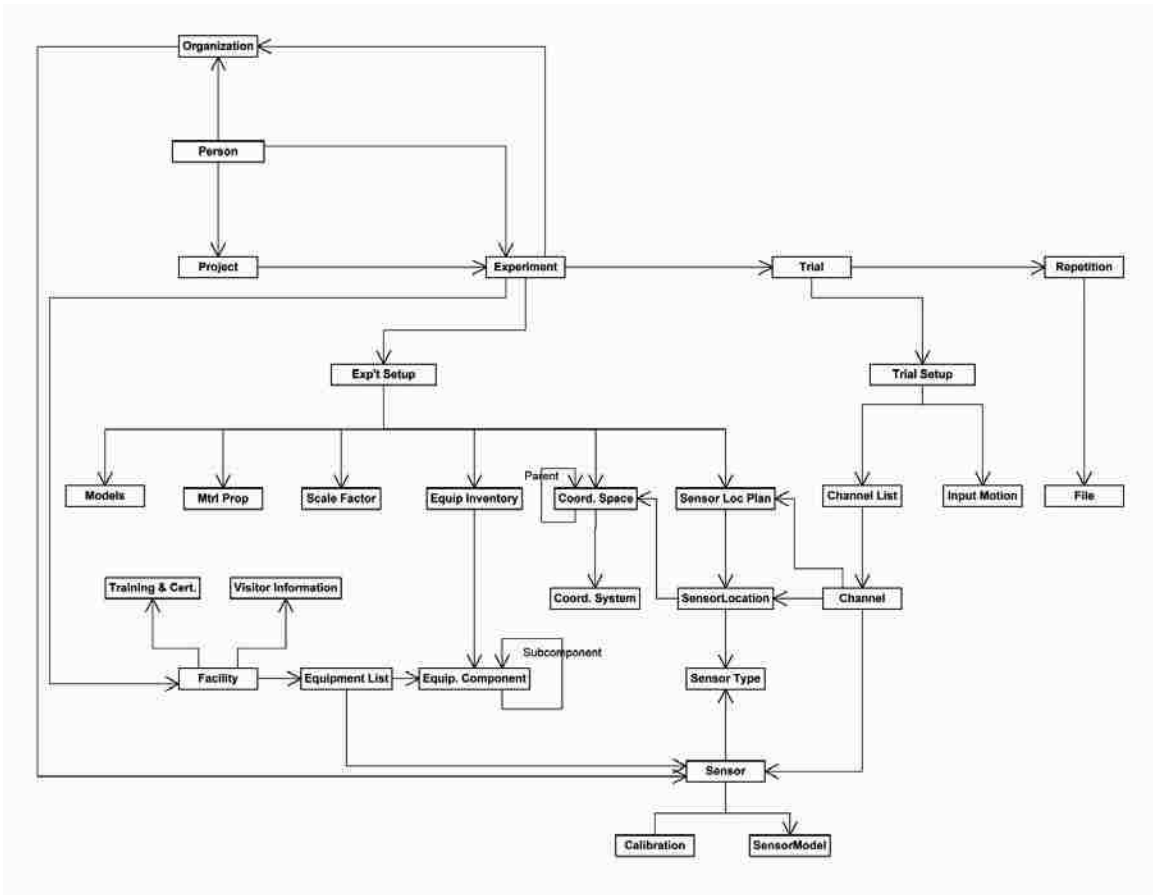 Organization
Person
Project
Experiment
Trial
Repetition
Exp't Setup
Trial Setup
Parent
Models
Mtrl Prop
Scale Factor
Equip Inventory
Coord. Space
Sensor Loc Plan
Channel List
Input Motion
File
Training & Cert.
Visitor Information
Coord. System
SensorLocation
Channel
Subcomponent
Facility
Equipment List
Equip. Component
Sensor Type
Sensor
Calibration
SensorModel